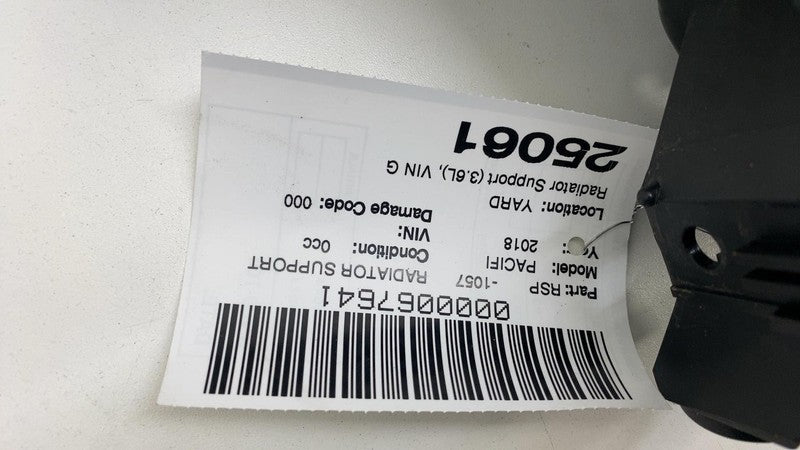 0000067641
Part: RSP -1057 RADIATOR SUPPORT
Model: PACIFI Condition: 0cc
2018 VIN:
Location: YARD Damage Code: 000
Radiator Support (3.6L), VIN G
25061